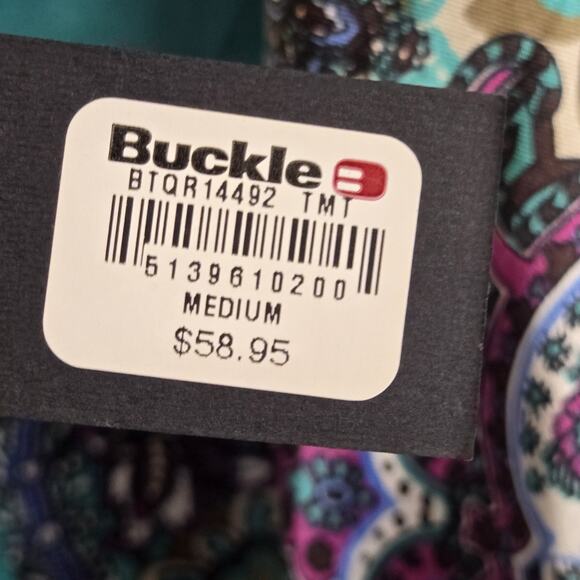 Buckle B
BTQR14492 TMT
5139610200
MEDIUM
$58.95